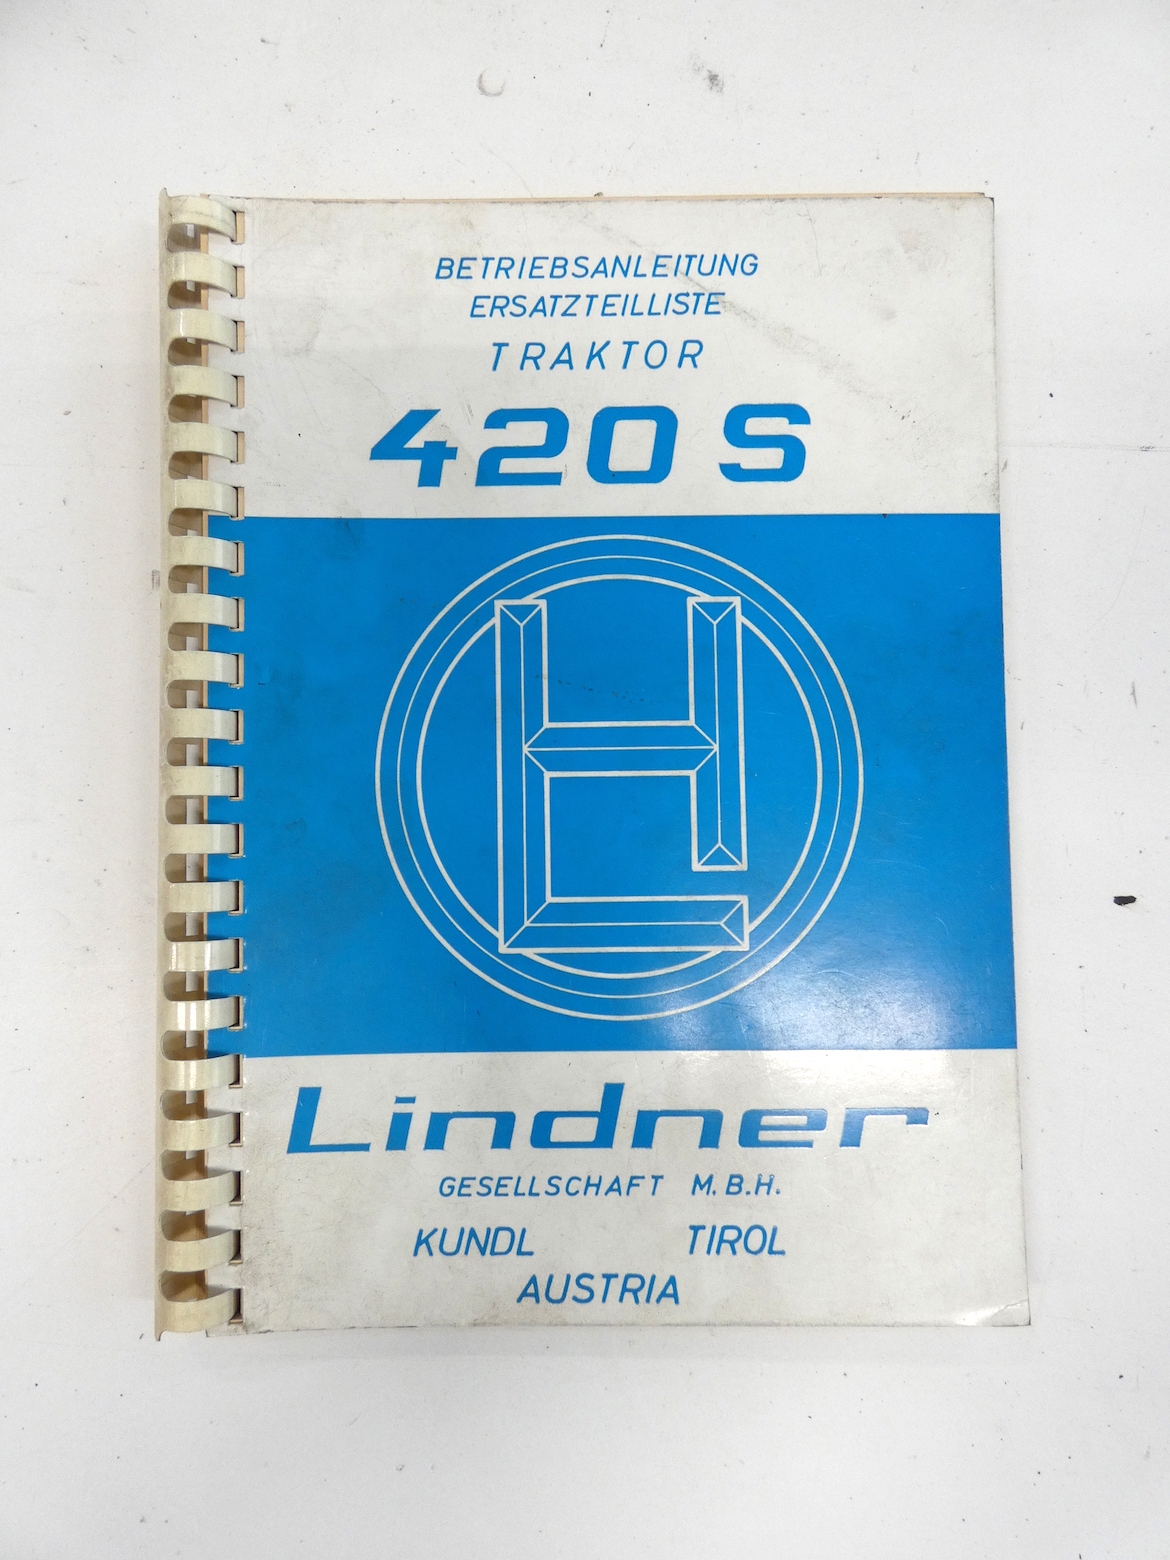 BETRIEBSANLEITUNG
ERSATZTEILLISTE
TRAKTOR
420 S
Lindner
GESELLSCHAFT M.B.H.
KUNDL TIROL
AUSTRIA